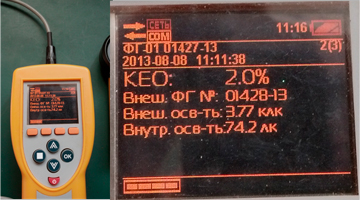 СЕТЬ
COM
11:16
ФГ-01 01427-13
2(3)
2013-08-08 11:11:38
КЕО: 2.0%
Внеш. ФГ №: 01428-13
Внеш. осв-ть: 3.77 клк
Внутр. осв-ть: 74.2 лк
OK